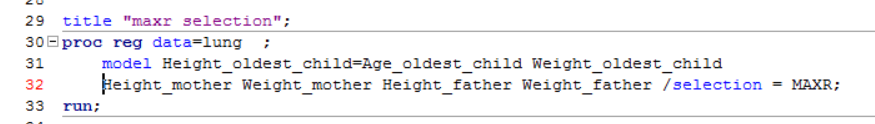 29 title "maxr selection";
30 proc reg data=lung ;
31 model Height_oldest_child=Age_oldest_child Weight_oldest_child
32 Height_mother Weight_mother Height_father Weight_father /selection = MAXR;
33 run;